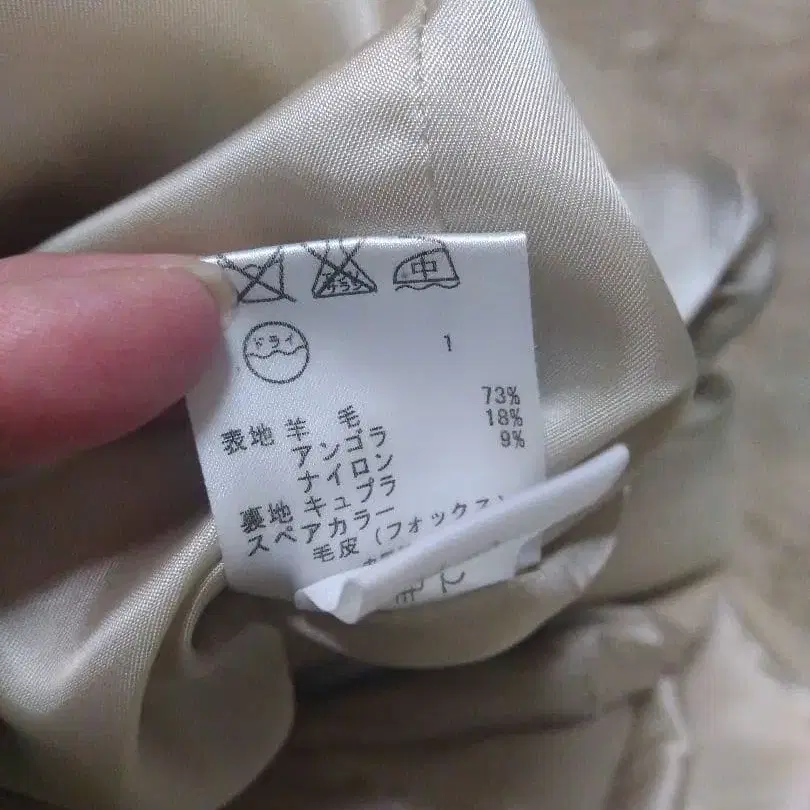 中
ドライ
1
表地 羊 毛 73%
アンゴラ 18%
ナイロン 9%
裏地 キュプラ
スペアカラー
毛皮(フォックス)